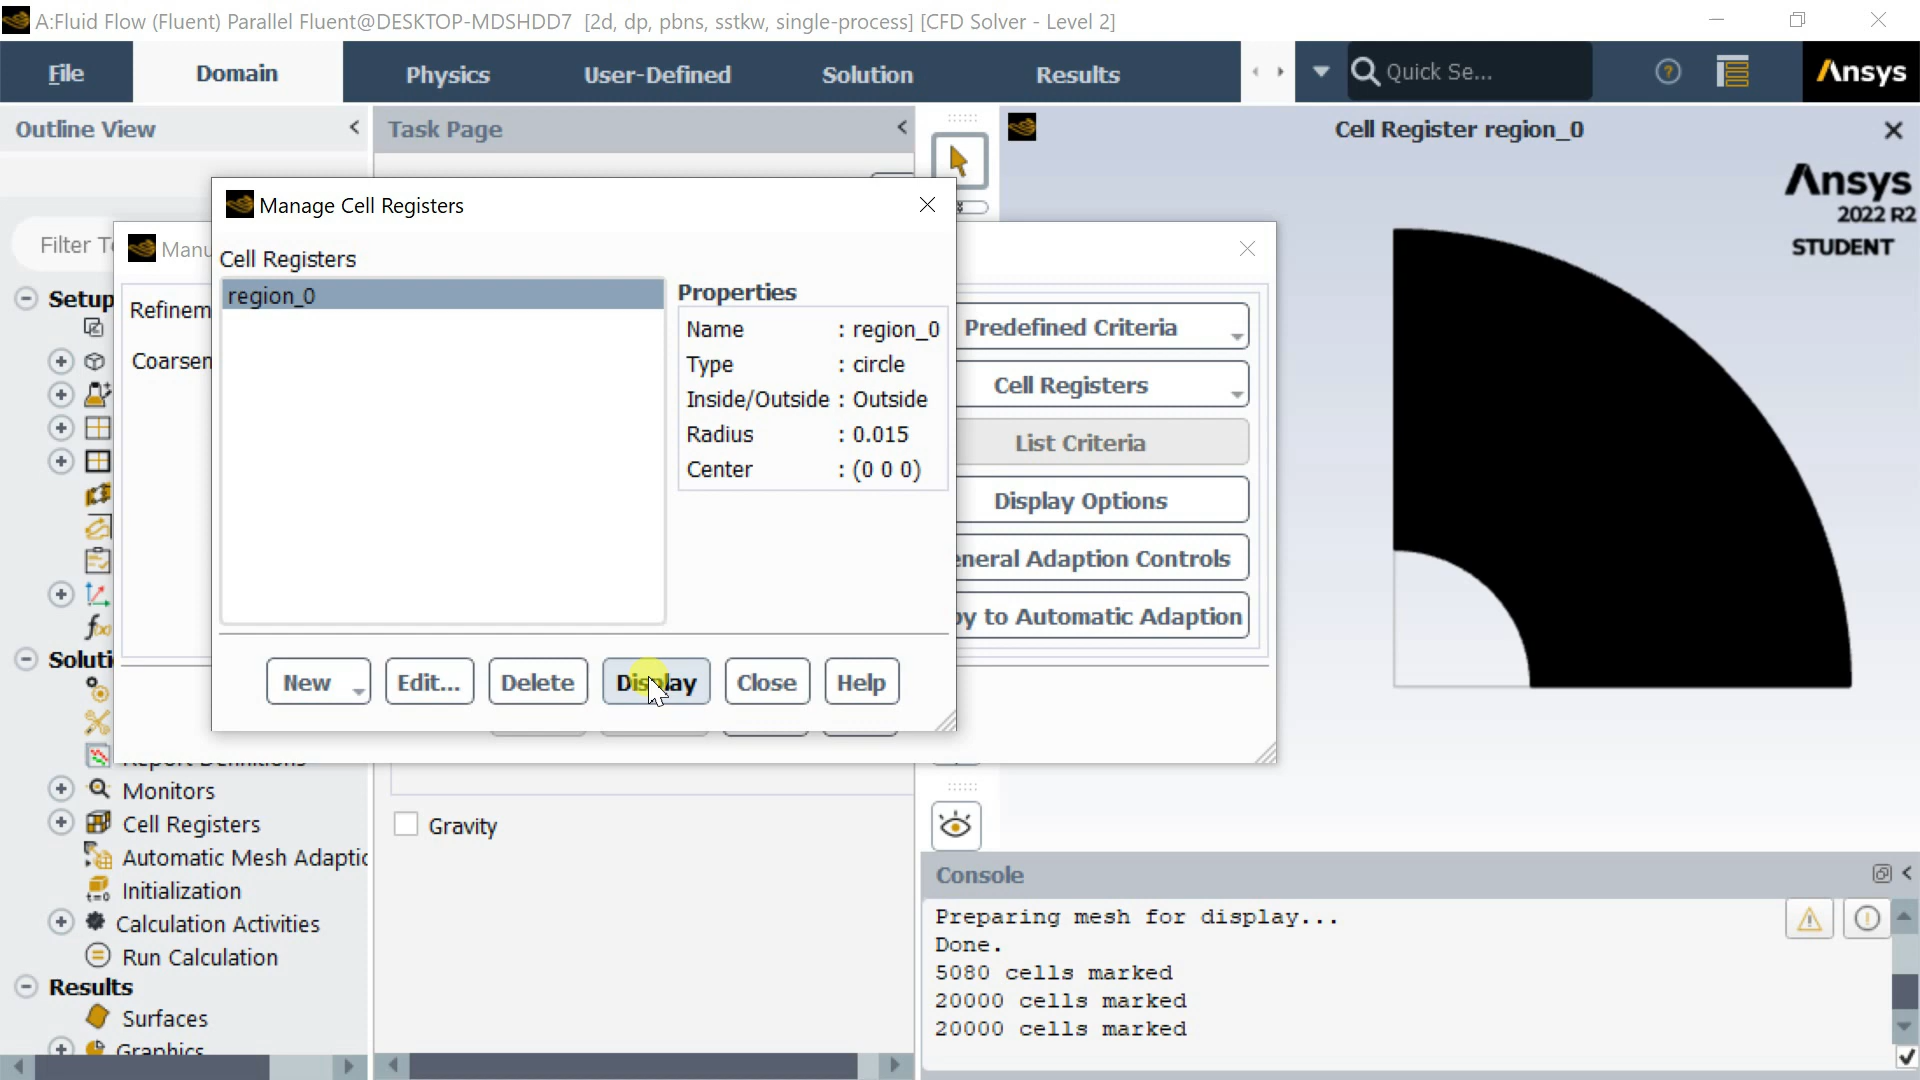 A:Fluid Flow (Fluent) Parallel Fluent@DESKTOP-MDSHDD7 [2d, dp, pbns, sstkw, single-process] [CFD Solver - Level 2]
File
Domain
Physics
User-Defined
Solution
Results
Quick Se...
Ansys
Outline View
Task Page
Cell Register region_0
Ansys
2022 R2
STUDENT
Manage Cell Registers
Filter T
Manu
Cell Registers
region_0
Properties
Name : region_0
Type : circle
Inside/Outside : Outside
Radius : 0.015
Center : (0 0 0)
Setup
Refinem
Coarsen
Predefined Criteria
Cell Registers
List Criteria
Display Options
eneral Adaption Controls
py to Automatic Adaption
New
Edit...
Delete
Display
Close
Help
Soluti
Report Definitions
Monitors
Cell Registers
Automatic Mesh Adaptic
Initialization
Calculation Activities
Run Calculation
Results
Surfaces
Graphics
Gravity
Console
Preparing mesh for display...
Done.
5080 cells marked
20000 cells marked
20000 cells marked